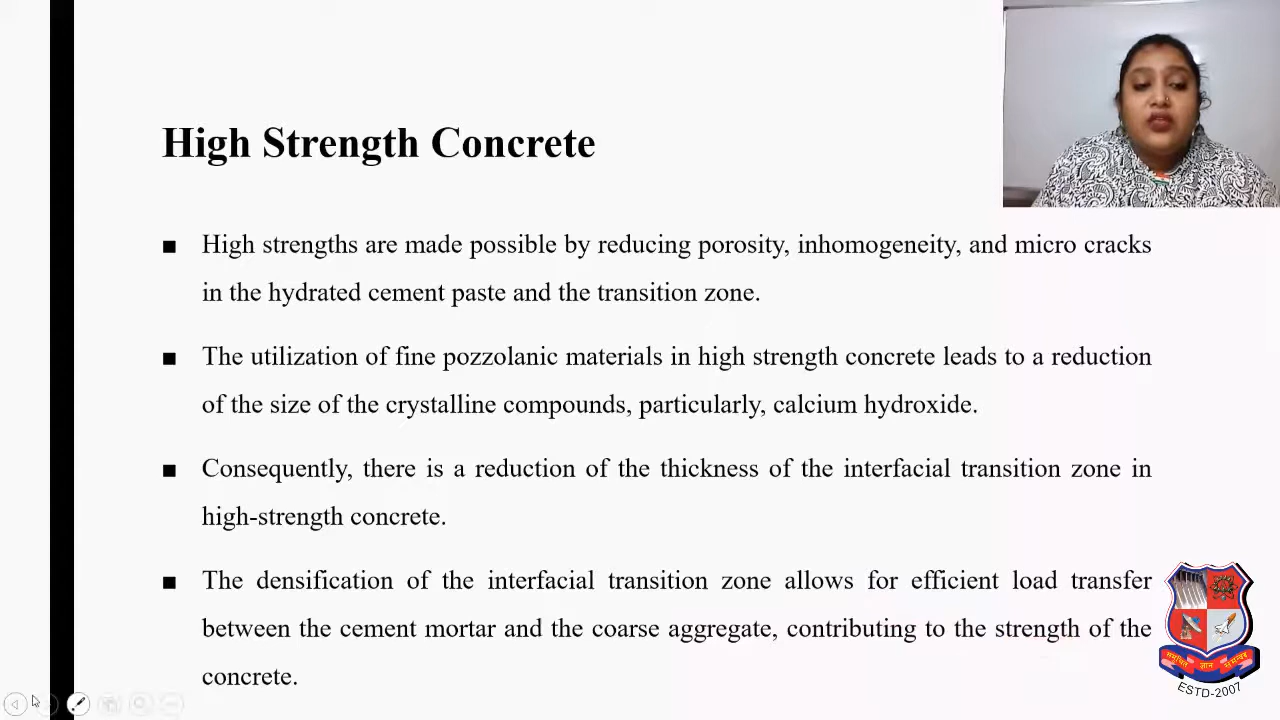 High Strength Concrete
■ High strengths are made possible by reducing porosity, inhomogeneity, and micro cracks
in the hydrated cement paste and the transition zone.
■ The utilization of fine pozzolanic materials in high strength concrete leads to a reduction
of the size of the crystalline compounds, particularly, calcium hydroxide.
■ Consequently, there is a reduction of the thickness of the interfacial transition zone in
high-strength concrete.
■ The densification of the interfacial transition zone allows for efficient load transfer
between the cement mortar and the coarse aggregate, contributing to the strength of the
concrete.
ज्ञान
ESTD-2007